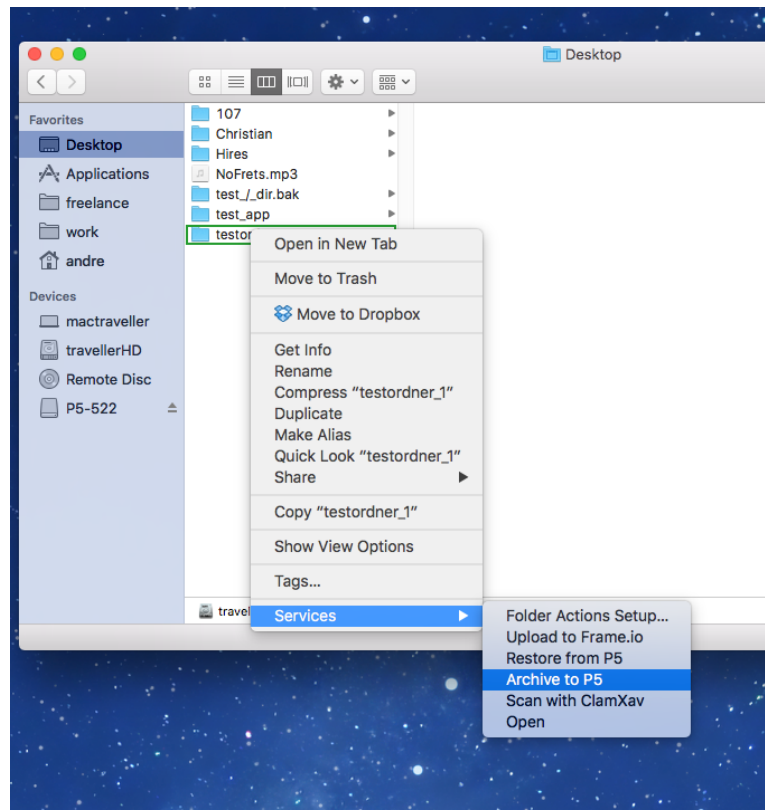 Desktop
Favorites
Desktop
Applications
freelance
work
andre
Devices
mactraveller
travellerHD
Remote Disc
P5-522
107
Christian
Hires
NoFrets.mp3
test_/_dir.bak
test_app
Open in New Tab
Move to Trash
Move to Dropbox
Get Info
Rename
Compress “testordner_1”
Duplicate
Make Alias
Quick Look “testordner_1”
Share
Copy “testordner_1”
Show View Options
Tags...
Services
Folder Actions Setup...
Upload to Frame.io
Restore from P5
Archive to P5
Scan with ClamXav
Open